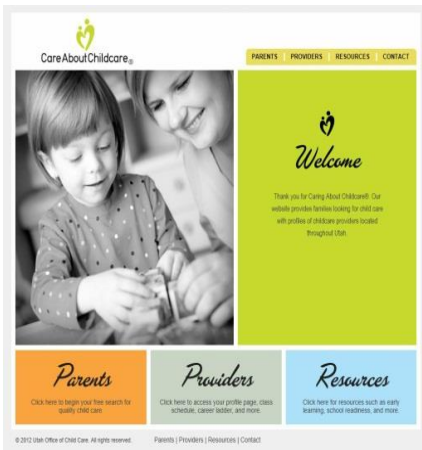 CareAboutChildcare®
PARENTS | PROVIDERS | RESOURCES | CONTACT
Welcome
Thank you for Caring About Childcare®. Our
website provides families looking for child care
with profiles of childcare providers located
throughout Utah.
Parents
Click here to begin your free search for
quality child care
Providers
Click here to access your profile page, class
schedule, career ladder, and more.
Resources
Click here for resources such as early
learning, school readiness, and more.
© 2012 Utah Office of Child Care. All rights reserved. Parents | Providers | Resources | Contact